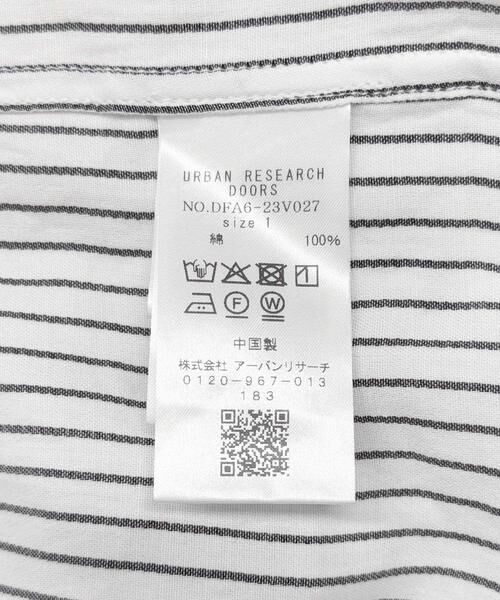 URBAN RESEARCH
DOORS
NO.DFA6-23V027
size 1
綿 100%
F W
中国製
株式会社 アーバンリサーチ
0120-967-013
183